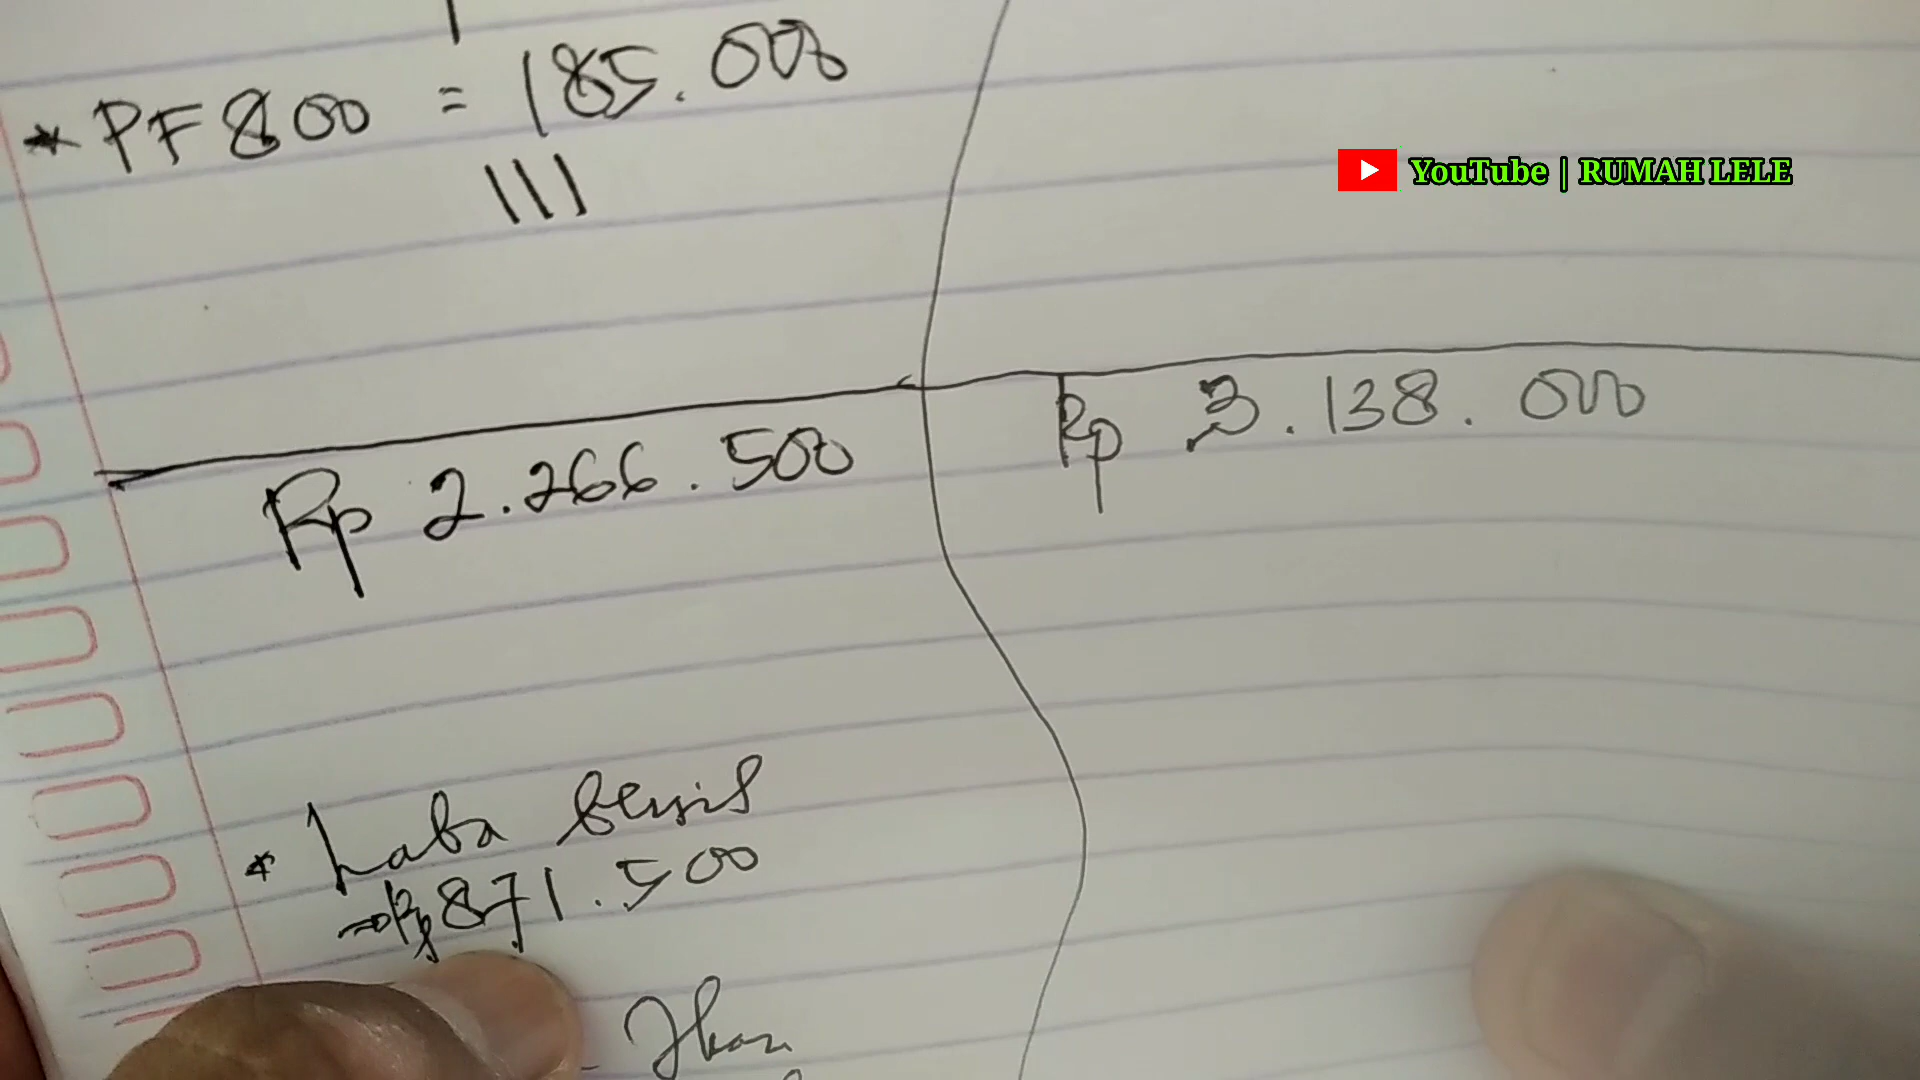 * PF 800 = 185.000
|||
YouTube | RUMAH LELE
Rp 2.266.500
Rp 3.138.000
* Laba bersih
→ Rp 871.500
Ikan